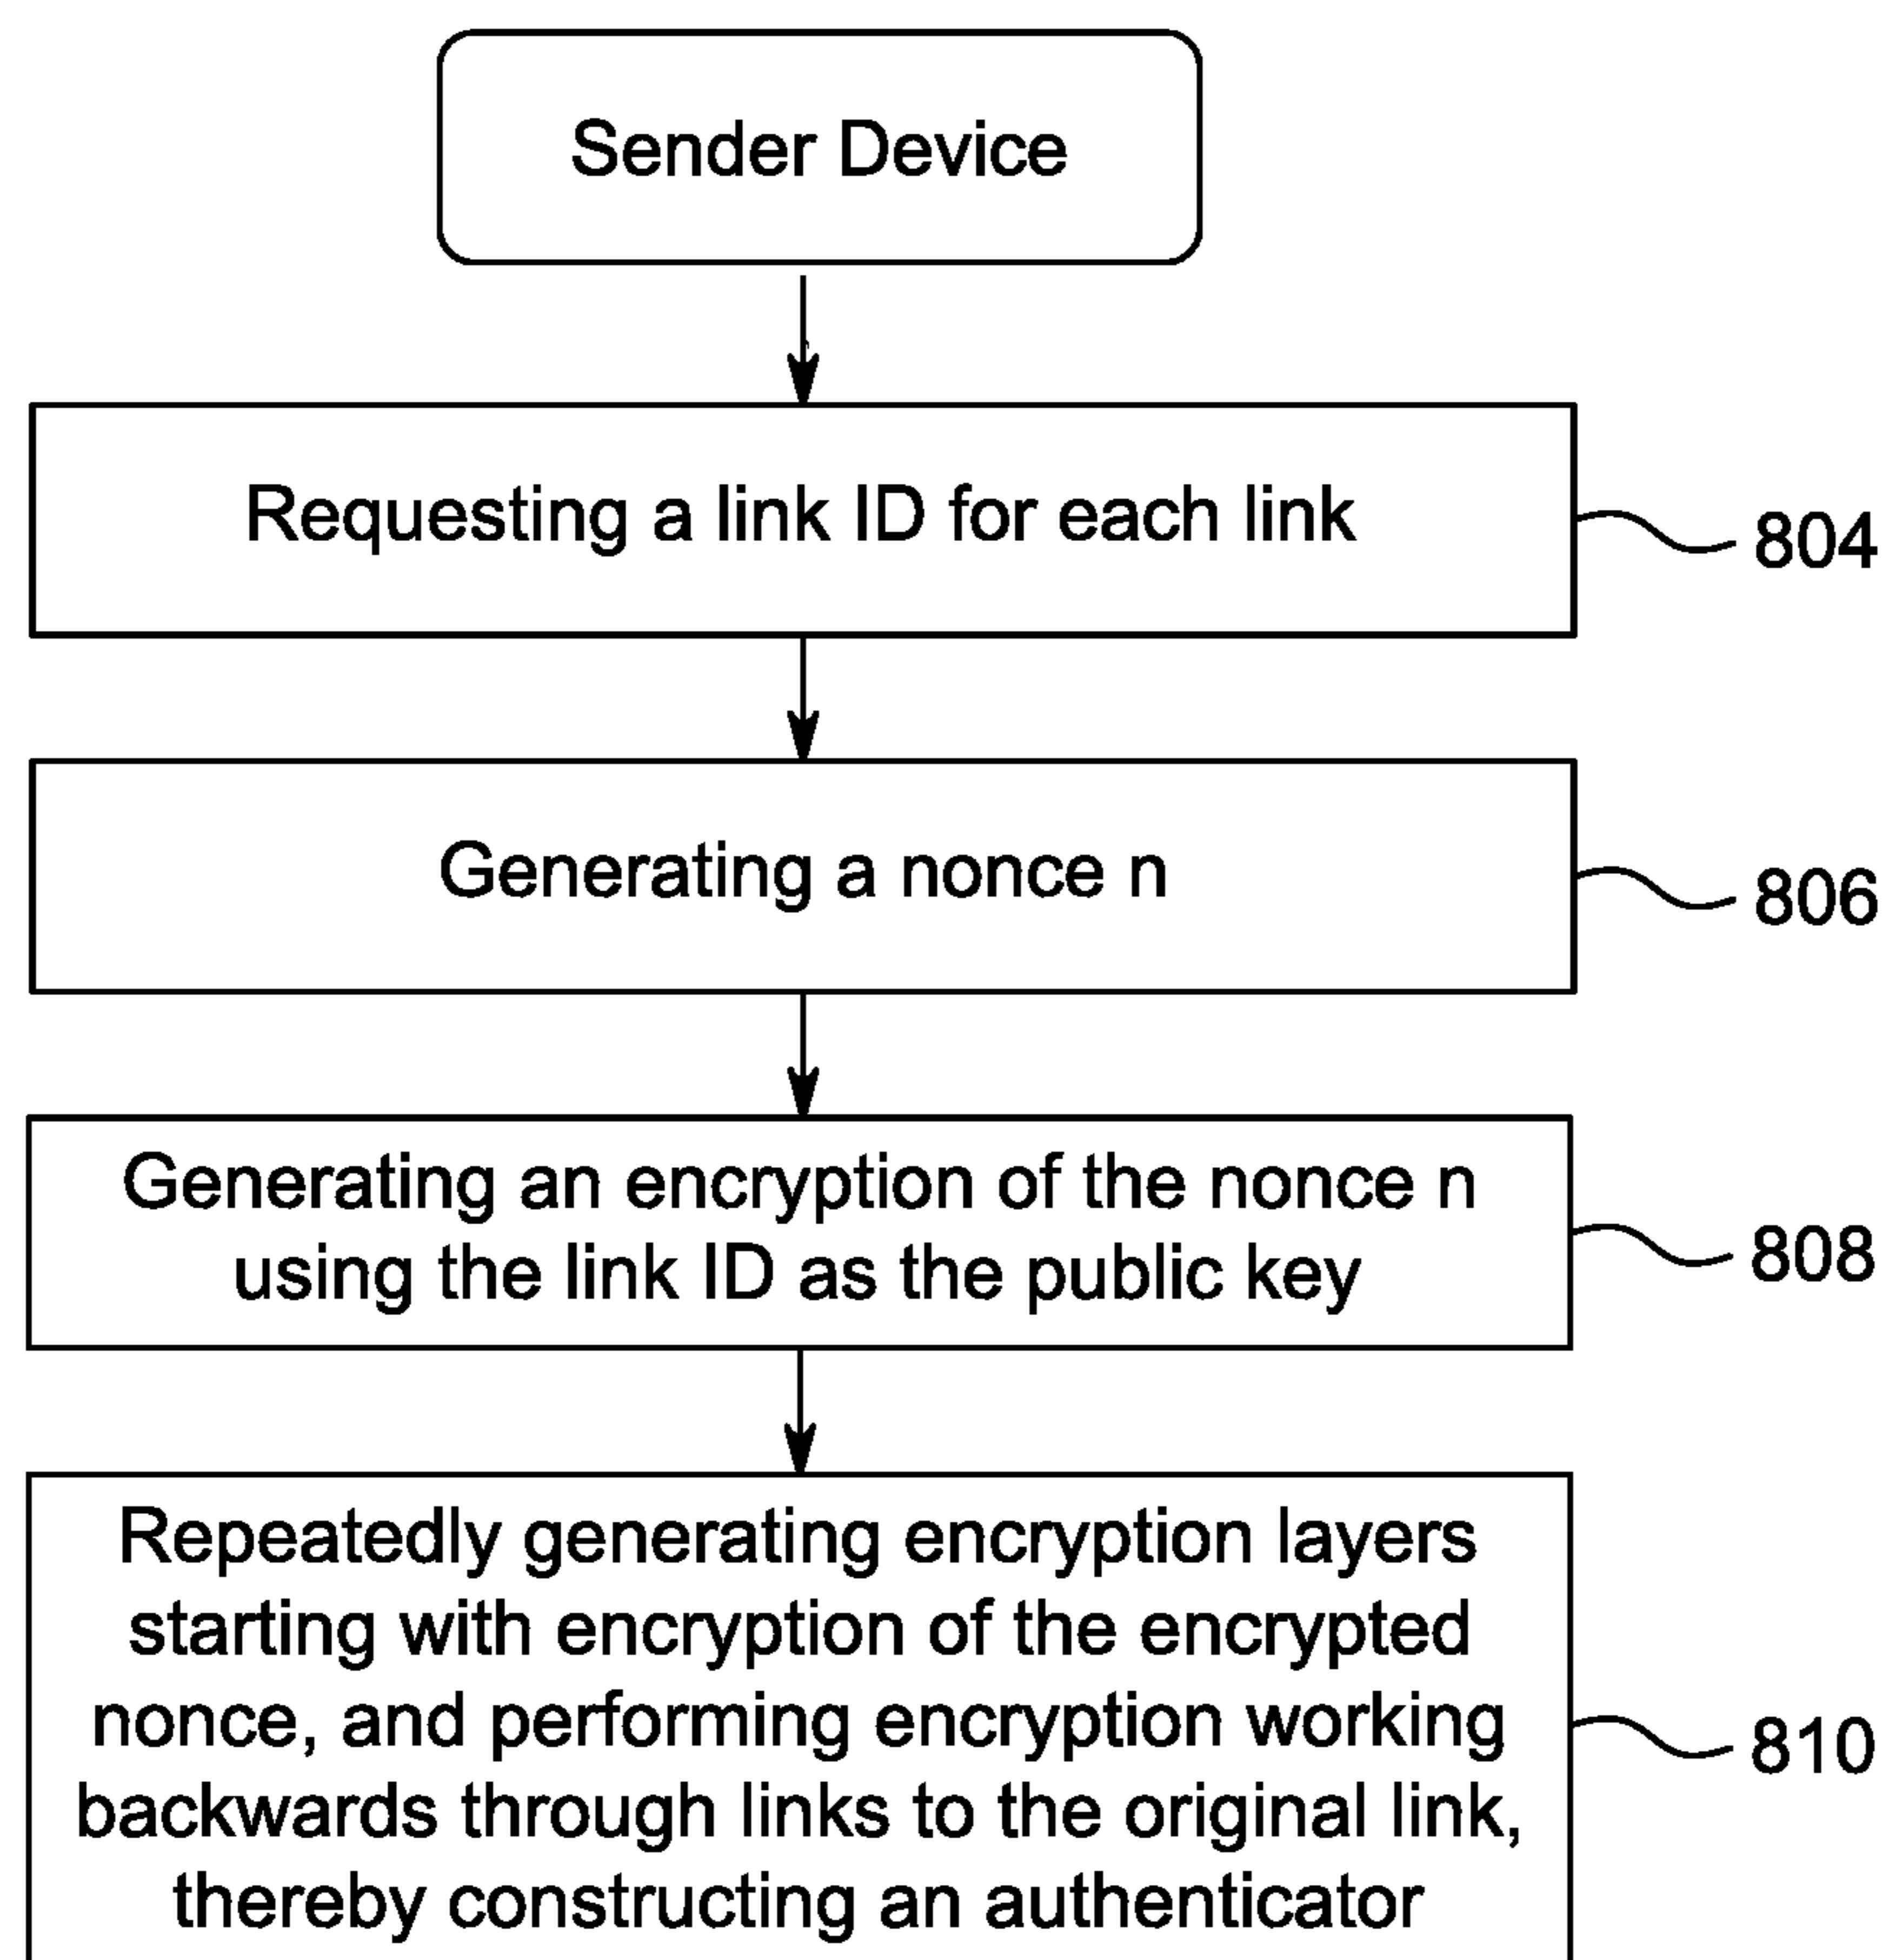 Sender Device
Requesting a link ID for each link
804
Generating a nonce n
806
Generating an encryption of the nonce n
using the link ID as the public key
808
Repeatedly generating encryption layers
starting with encryption of the encrypted
nonce, and performing encryption working
backwards through links to the original link,
thereby constructing an authenticator
810